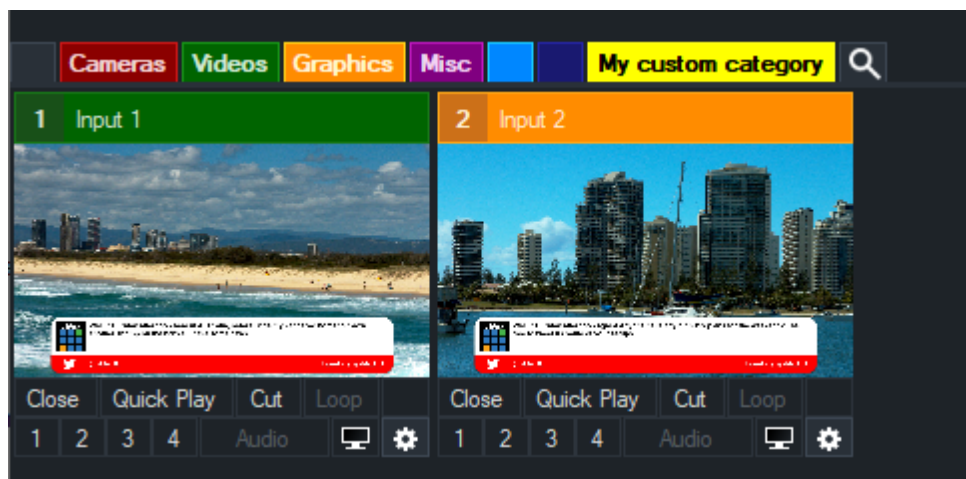 Cameras Videos Graphics Misc My custom category
1 Input 1 2 Input 2
Close Quick Play Cut Loop Close Quick Play Cut Loop
1 2 3 4 Audio 1 2 3 4 Audio